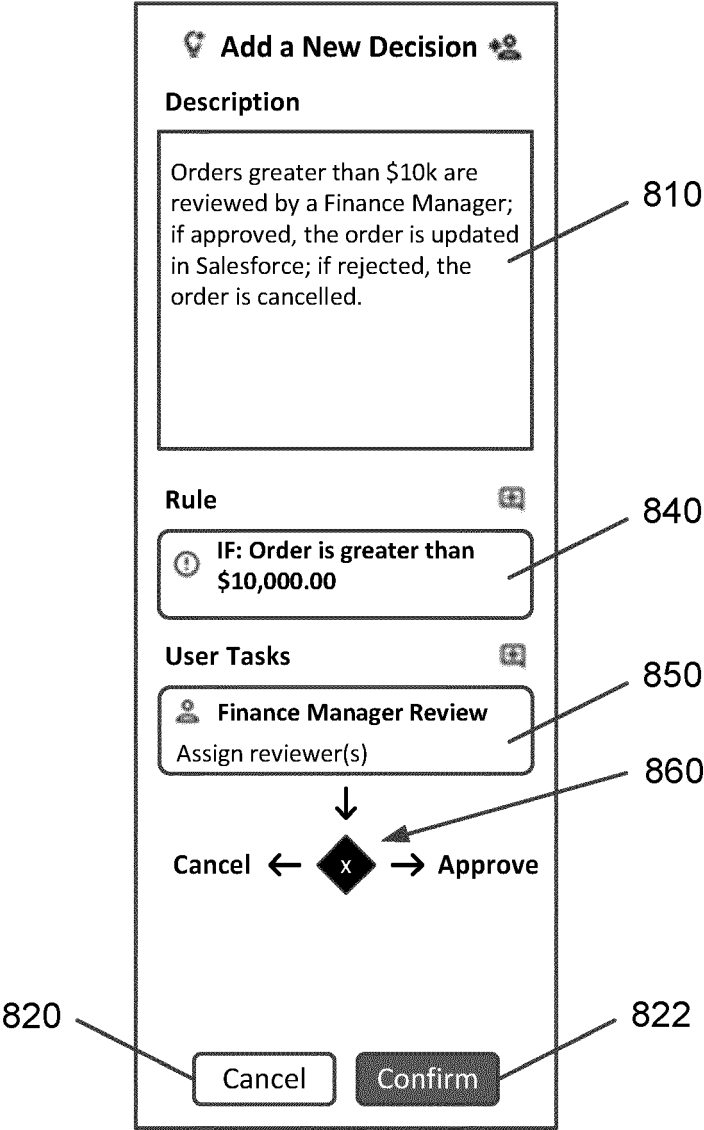 Add a New Decision
Description
Orders greater than $10k are
reviewed by a Finance Manager;
if approved, the order is updated
in Salesforce; if rejected, the
order is cancelled.
810
Rule
IF: Order is greater than
$10,000.00
840
User Tasks
Finance Manager Review
Assign reviewer(s)
850
860
Cancel X Approve
820
822
Cancel Confirm